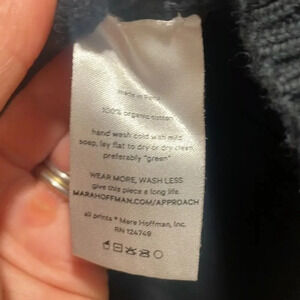 made in Peru
100% organic cotton
hand wash cold with mild
soap, lay flat to dry or dry clean,
preferably "green"
WEAR MORE, WASH LESS
give this piece a long life.
MARAHOFFMAN.COM/APPROACH
all prints * Mara Hoffman, Inc.
RN 124749